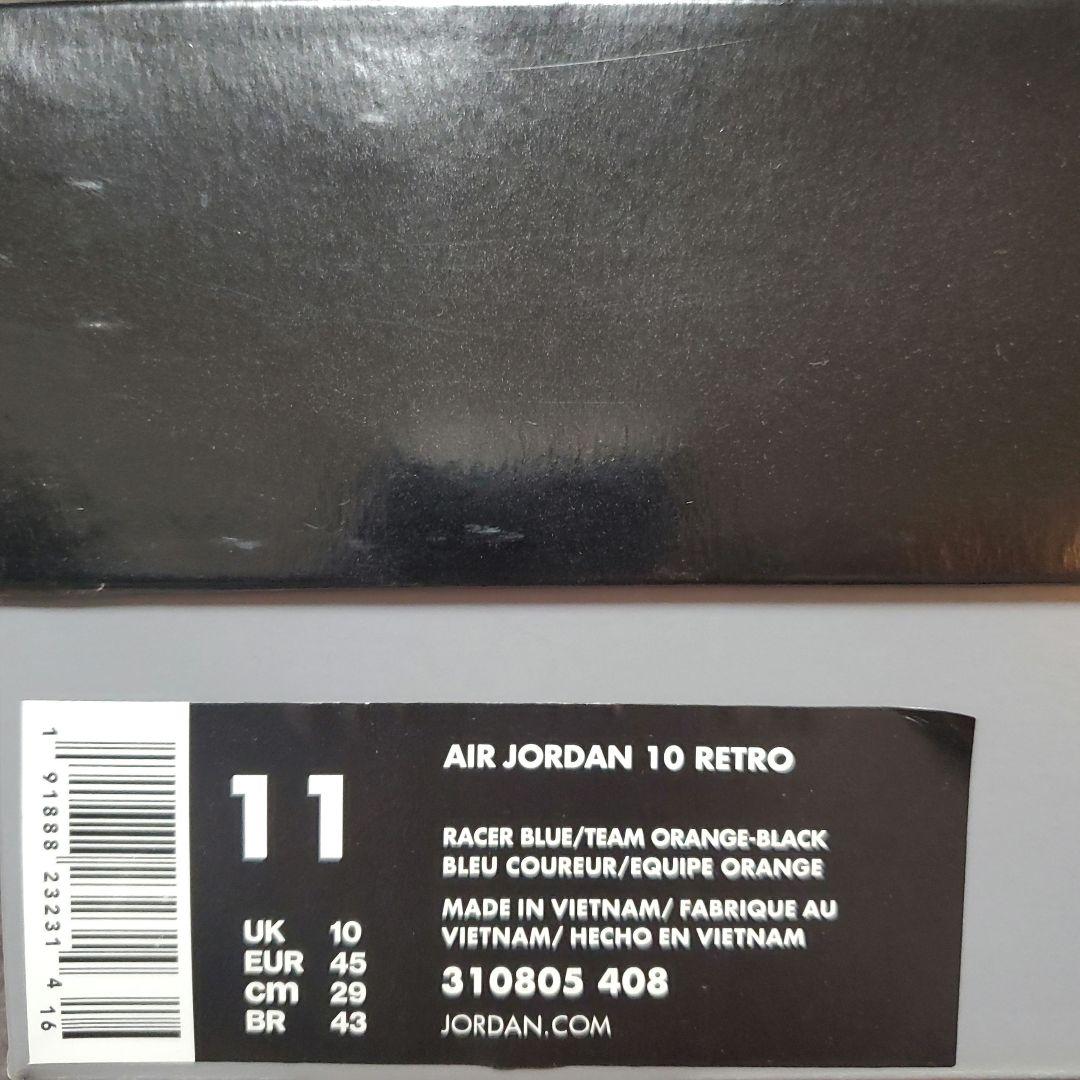 1 91888 23231 4 16
11
UK 10
EUR 45
cm 29
BR 43
AIR JORDAN 10 RETRO
RACER BLUE/TEAM ORANGE-BLACK
BLEU COUREUR/EQUIPE ORANGE
MADE IN VIETNAM/ FABRIQUE AU
VIETNAM/ HECHO EN VIETNAM
310805 408
JORDAN.COM